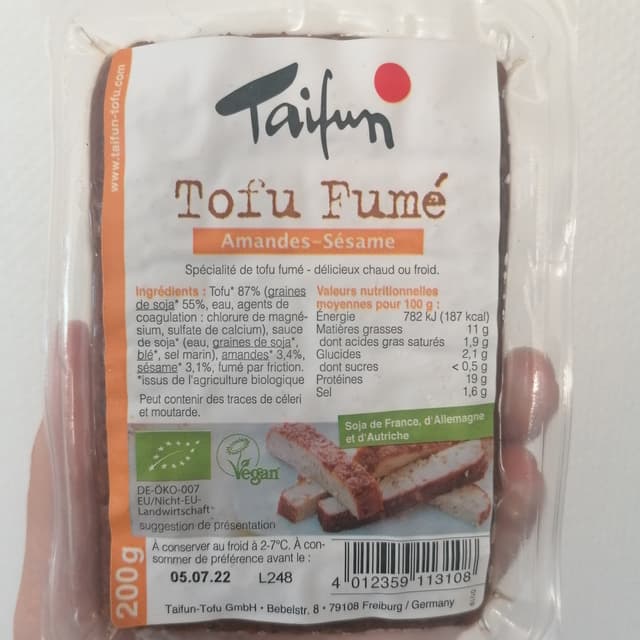 www.taifun-tofu.com
Taifun
Tofu Fumé
Amandes-Sésame
Spécialité de tofu fumé - délicieux chaud ou froid.
Ingrédients : Tofu* 87% (graines
de soja* 55%, eau, agents de
coagulation : chlorure de magné-
sium, sulfate de calcium), sauce
de soja* (eau, graines de soja*,
blé*, sel marin), amandes* 3,4%,
sésame* 3,1%, fumé par friction.
*issus de l'agriculture biologique
Peut contenir des traces de céleri
et moutarde.
Valeurs nutritionnelles
moyennes pour 100 g :
Énergie 782 kJ (187 kcal)
Matières grasses 11 g
dont acides gras saturés 1,9 g
Glucides 2,1 g
dont sucres < 0,5 g
Protéines 19 g
Sel 1,6 g
Soja de France, d'Allemagne
et d'Autriche
Vegan
DE-ÖKO-007
EU/Nicht-EU-
Landwirtschaft
suggestion de présentation
200g
À conserver au froid à 2-7°C. À con-
sommer de préférence avant le :
05.07.22 L248
4 012359 113108
Taifun-Tofu GmbH • Bebelstr. 8 • 79108 Freiburg / Germany